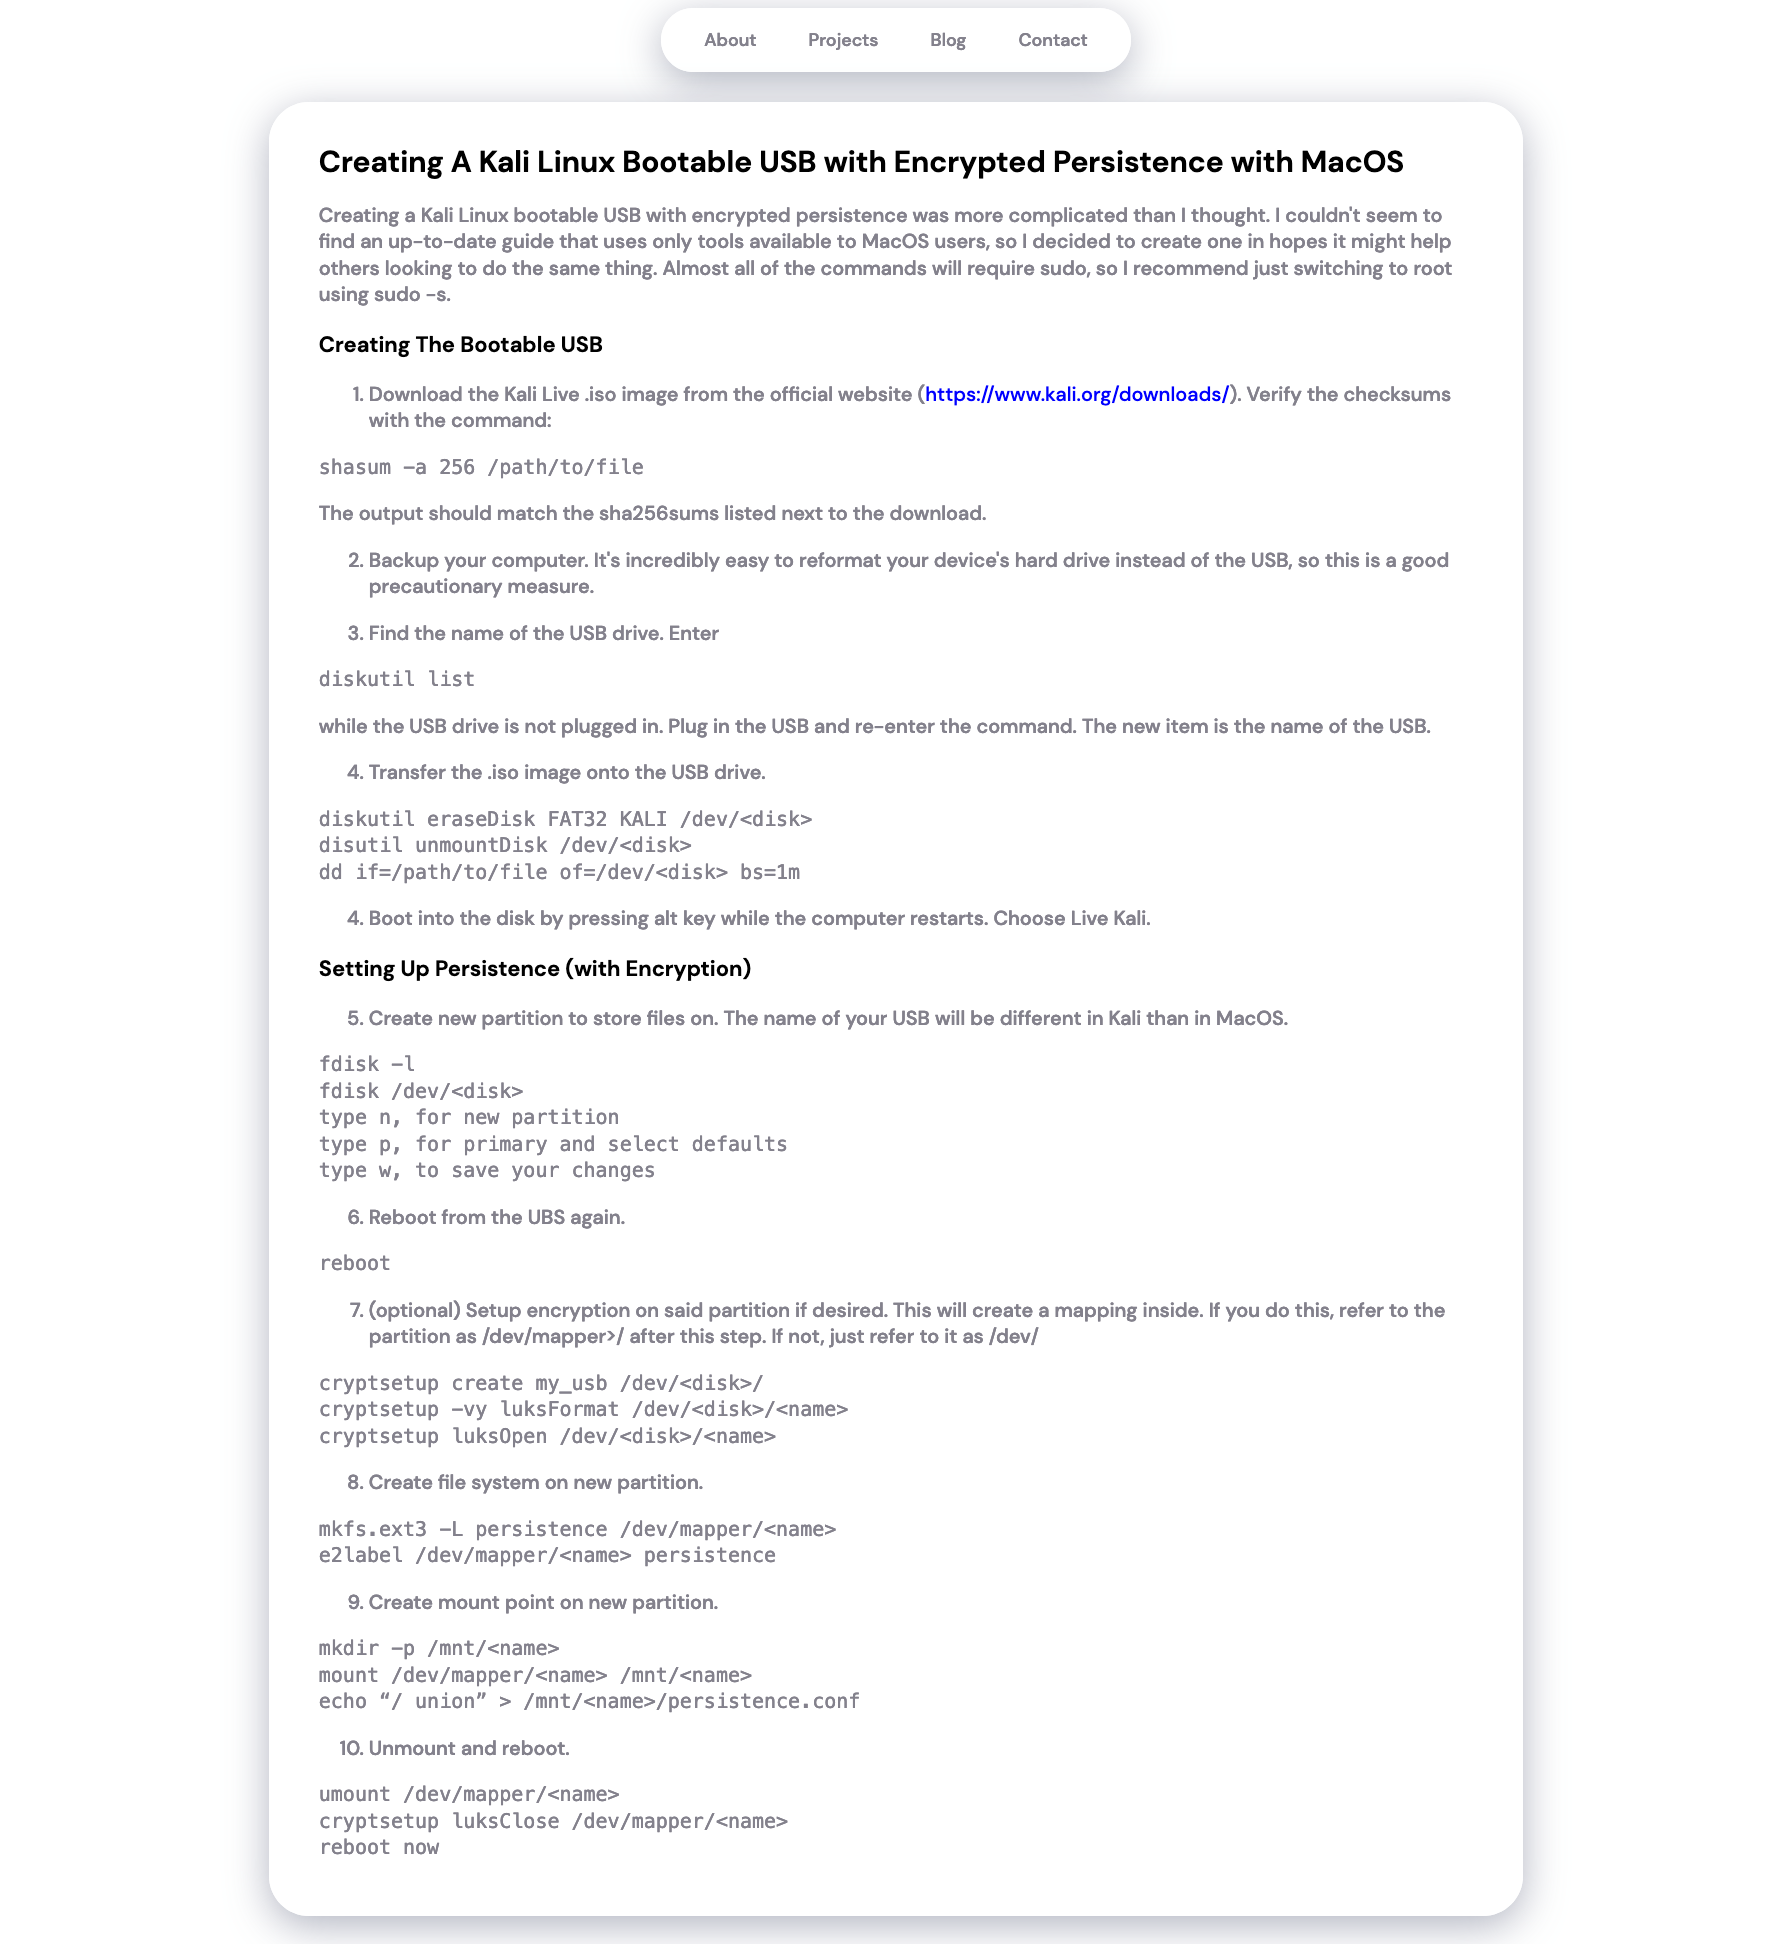 About Projects Blog Contact
Creating A Kali Linux Bootable USB with Encrypted Persistence with MacOS
Creating a Kali Linux bootable USB with encrypted persistence was more complicated than I thought. I couldn't seem to
find an up-to-date guide that uses only tools available to MacOS users, so I decided to create one in hopes it might help
others looking to do the same thing. Almost all of the commands will require sudo, so I recommend just switching to root
using sudo -s.
Creating The Bootable USB
1. Download the Kali Live .iso image from the official website (https://www.kali.org/downloads/). Verify the checksums
with the command:
shasum -a 256 /path/to/file
The output should match the sha256sums listed next to the download.
2. Backup your computer. It's incredibly easy to reformat your device's hard drive instead of the USB, so this is a good
precautionary measure.
3. Find the name of the USB drive. Enter
diskutil list
while the USB drive is not plugged in. Plug in the USB and re-enter the command. The new item is the name of the USB.
4. Transfer the .iso image onto the USB drive.
diskutil eraseDisk FAT32 KALI /dev/<disk>
disutil unmountDisk /dev/<disk>
dd if=/path/to/file of=/dev/<disk> bs=1m
4. Boot into the disk by pressing alt key while the computer restarts. Choose Live Kali.
Setting Up Persistence (with Encryption)
5. Create new partition to store files on. The name of your USB will be different in Kali than in MacOS.
fdisk -l
fdisk /dev/<disk>
type n, for new partition
type p, for primary and select defaults
type w, to save your changes
6. Reboot from the UBS again.
reboot
7. (optional) Setup encryption on said partition if desired. This will create a mapping inside. If you do this, refer to the
partition as /dev/mapper>/ after this step. If not, just refer to it as /dev/
cryptsetup create my_usb /dev/<disk>/
cryptsetup -vy luksFormat /dev/<disk>/<name>
cryptsetup luksOpen /dev/<disk>/<name>
8. Create file system on new partition.
mkfs.ext3 -L persistence /dev/mapper/<name>
e2label /dev/mapper/<name> persistence
9. Create mount point on new partition.
mkdir -p /mnt/<name>
mount /dev/mapper/<name> /mnt/<name>
echo “/ union” > /mnt/<name>/persistence.conf
10. Unmount and reboot.
umount /dev/mapper/<name>
cryptsetup luksClose /dev/mapper/<name>
reboot now